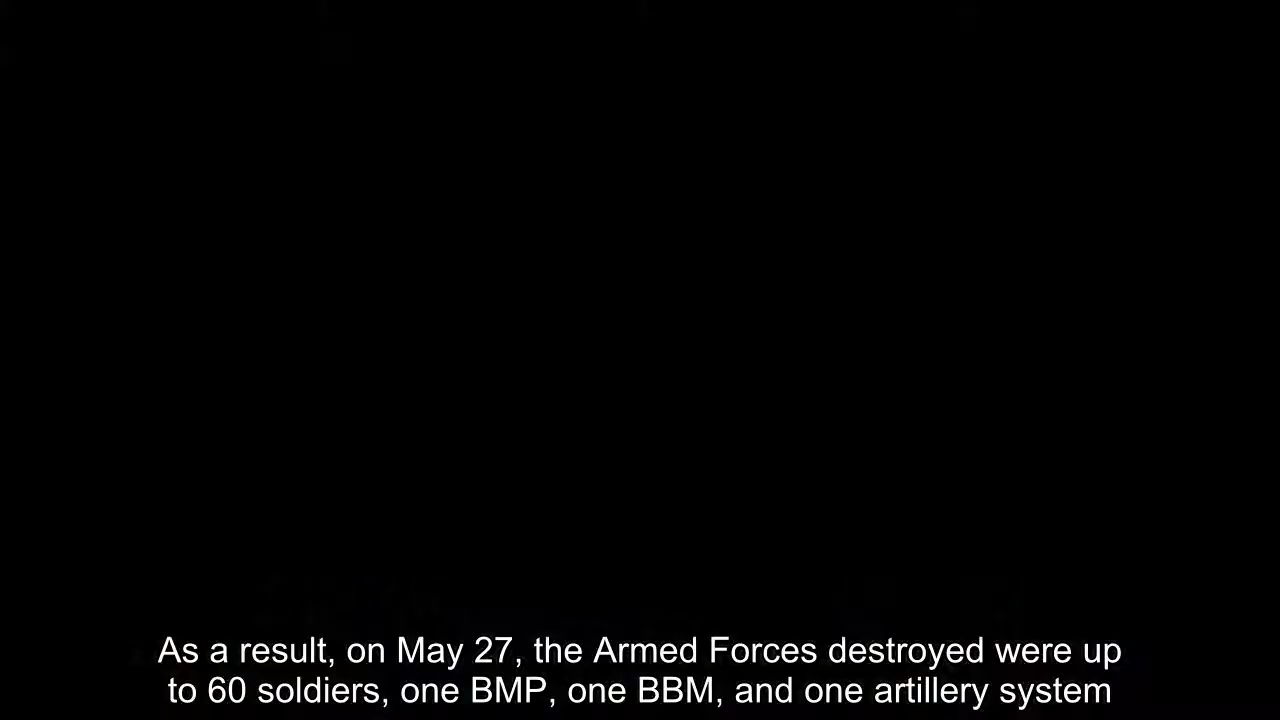 As a result, on May 27, the Armed Forces destroyed were up
to 60 soldiers, one BMP, one BBM, and one artillery system